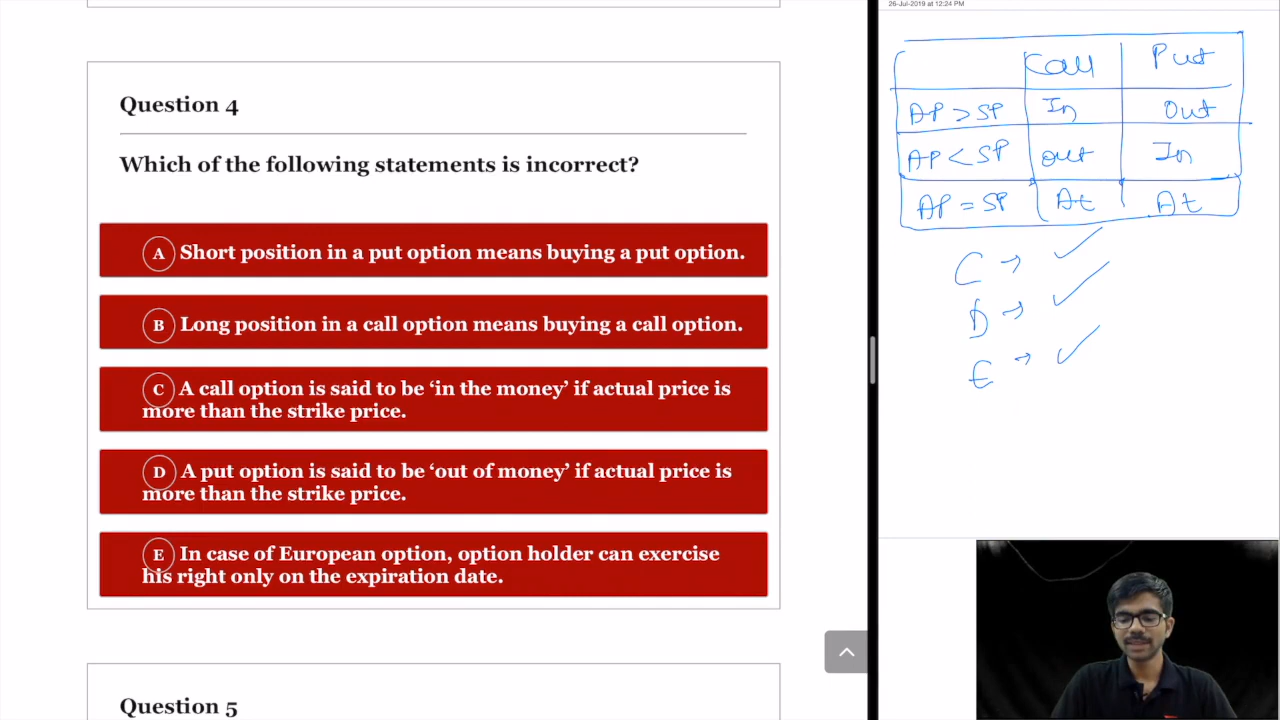 26-Jul-2019 at 12:24 PM
Question 4
Which of the following statements is incorrect?
A Short position in a put option means buying a put option.
B Long position in a call option means buying a call option.
C A call option is said to be ‘in the money’ if actual price is
more than the strike price.
D A put option is said to be ‘out of money’ if actual price is
more than the strike price.
E In case of European option, option holder can exercise
his right only on the expiration date.
Question 5
Call Put
AP > SP In Out
AP < SP out In
AP = SP At At
C → ✓
D → ✓
E → ✓